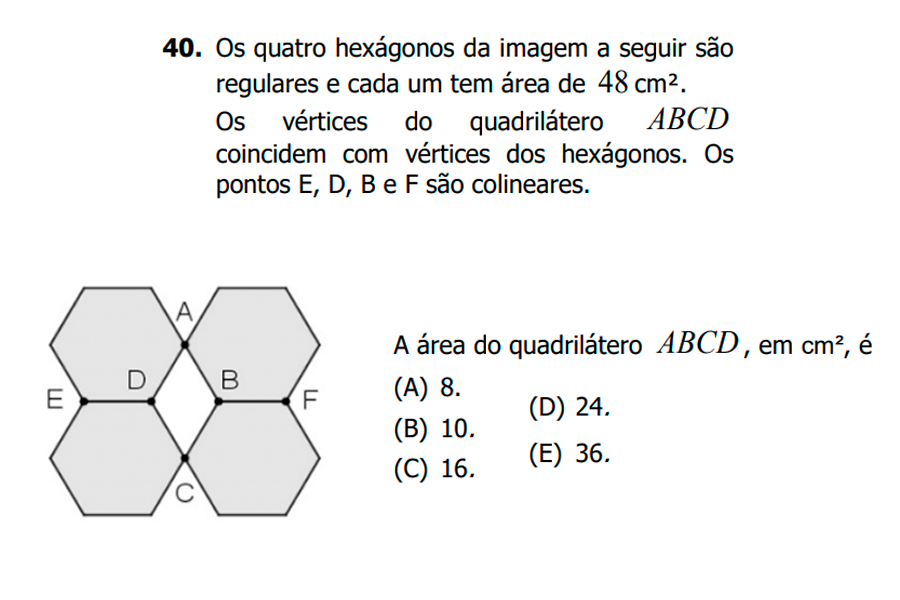 40. Os quatro hexágonos da imagem a seguir são
regulares e cada um tem área de 48 cm².
Os vértices do quadrilátero ABCD
coincidem com vértices dos hexágonos. Os
pontos E, D, B e F são colineares.
A
D
B
E
F
C
A área do quadrilátero ABCD, em cm², é
(A) 8.
(B) 10.
(C) 16.
(D) 24.
(E) 36.